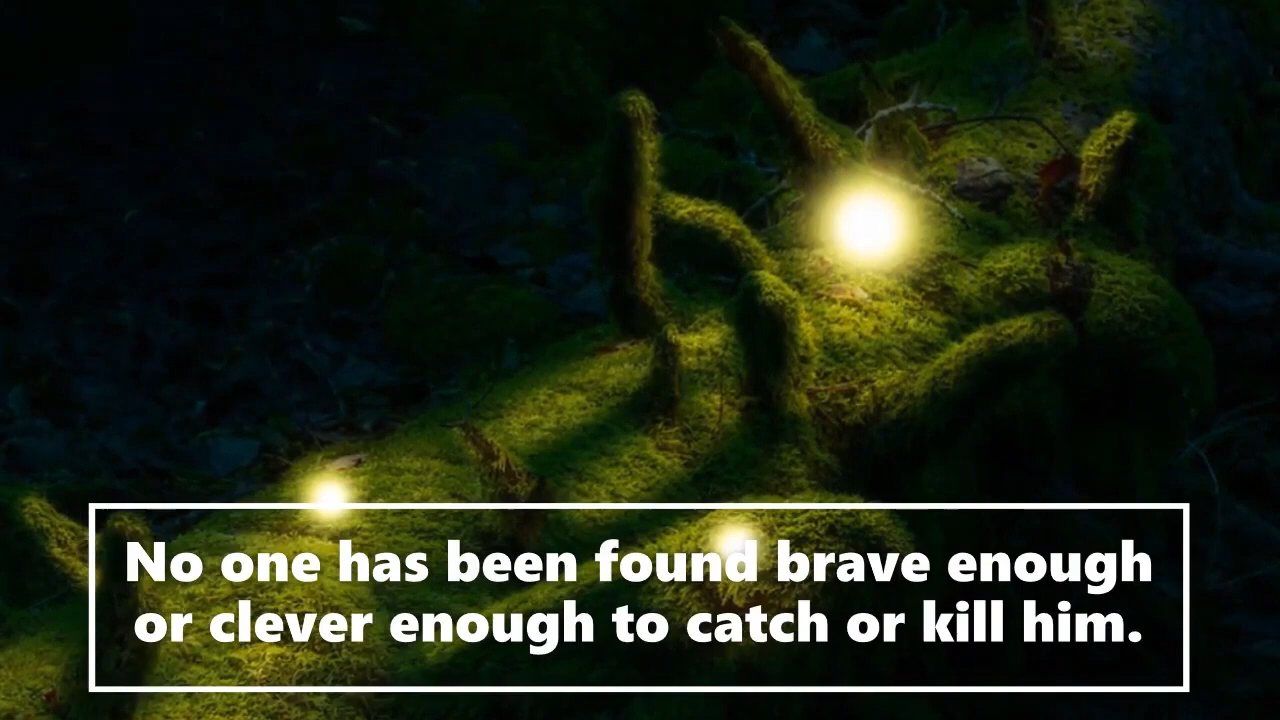 No one has been found brave enough
or clever enough to catch or kill him.